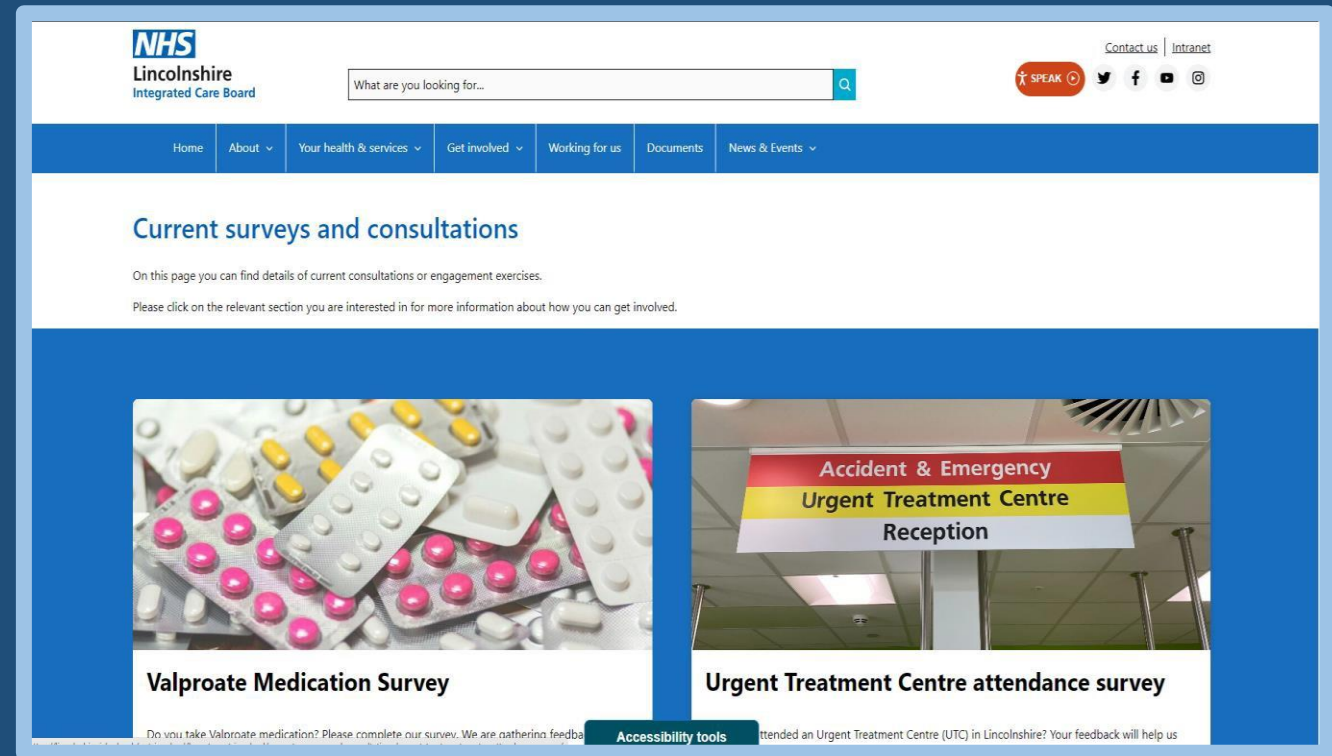 NHS
Lincolnshire
Integrated Care Board
What are you looking for...
Contact us
Intranet
SPEAK
Home
About
Your health & services
Get involved
Working for us
Documents
News & Events
Current surveys and consultations
On this page you can find details of current consultations or engagement exercises.
Please click on the relevant section you are interested in for more information about how you can get involved.
Accident & Emergency
Urgent Treatment Centre
Reception
Valproate Medication Survey
Urgent Treatment Centre attendance survey
Do you take Valproate medication? Please complete our survey. We are gathering
Accessibility tools
an Urgent Treatment Centre (UTC) in Lincolnshire? Your feedback will help us